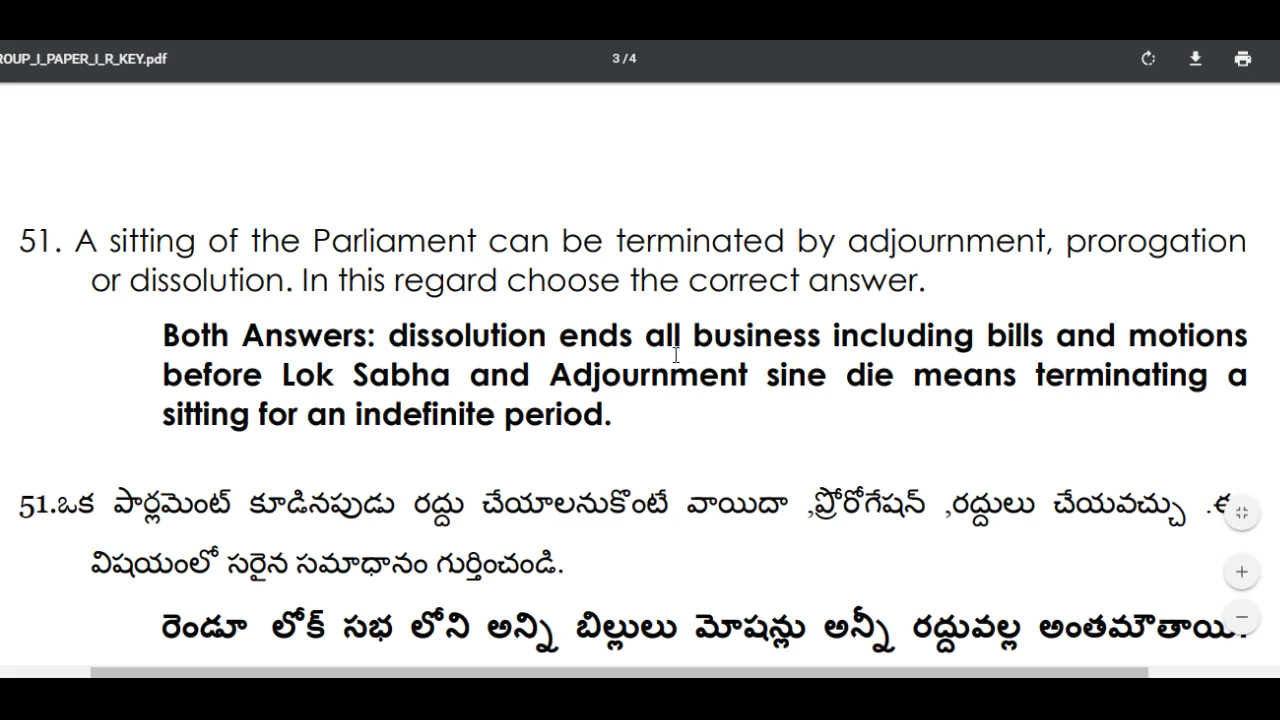 ROUP_I_PAPER_I_R_KEY.pdf 3 / 4
51. A sitting of the Parliament can be terminated by adjournment, prorogation
or dissolution. In this regard choose the correct answer.
Both Answers: dissolution ends all business including bills and motions
before Lok Sabha and Adjournment sine die means terminating a
sitting for an indefinite period.
51.ఒక పార్లమెంట్ కూడినపుడు రద్దు చేయాలనుకొంటే వాయిదా ,ప్రోరోగేషన్ ,రద్దులు చేయవచ్చు .ఈ
విషయంలో సరైన సమాధానం గుర్తించండి.
రెండూ లోక్ సభ లోని అన్ని బిల్లులు మోషన్లు అన్నీ రద్దువల్ల అంతమౌతాయి.